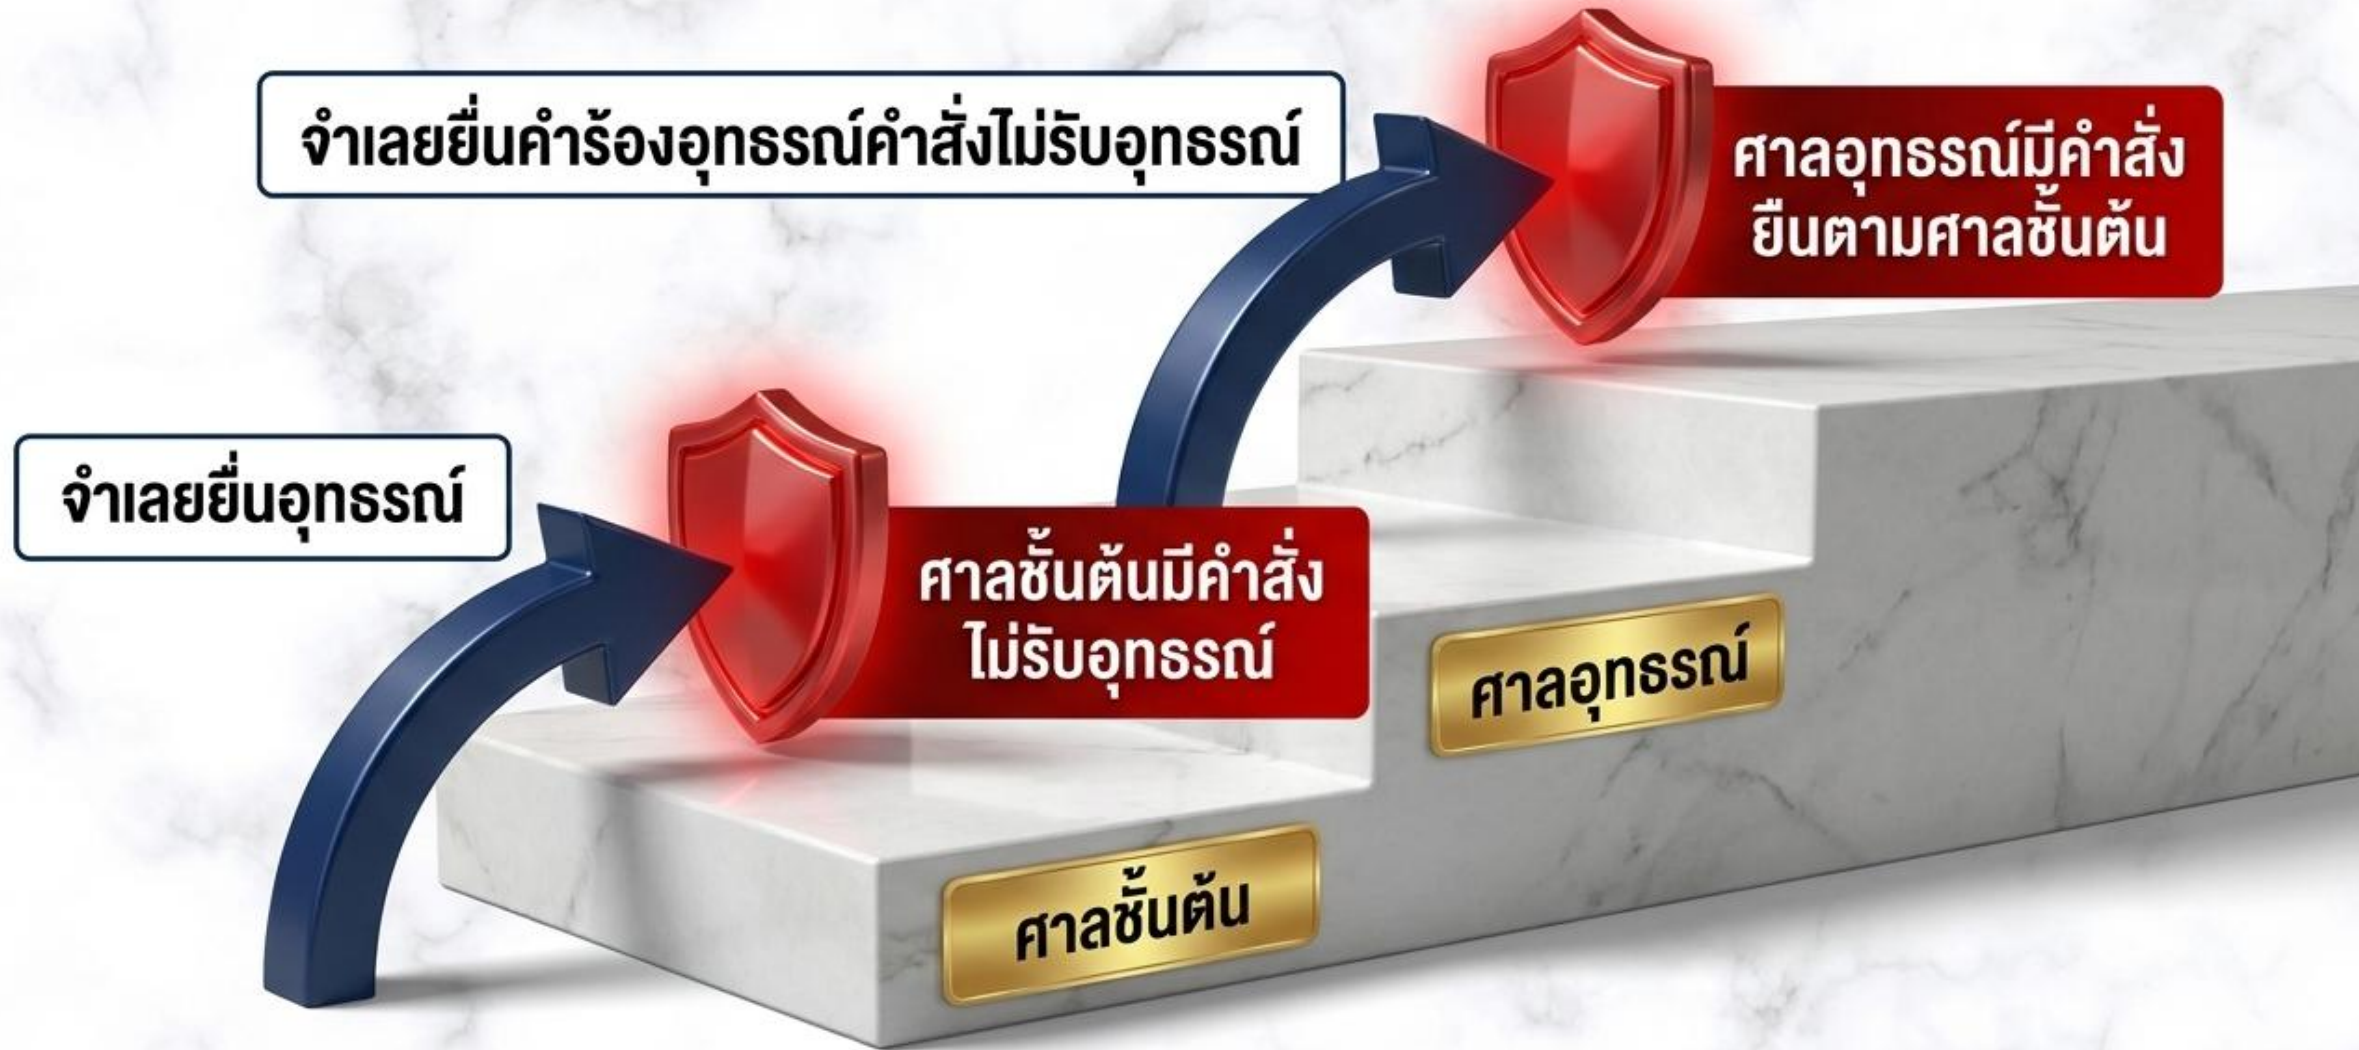 จำเลยยื่นคำร้องอุทธรณ์คำสั่งไม่รับอุทธรณ์
ศาลอุทธรณ์มีคำสั่ง
ยืนตามศาลชั้นต้น
จำเลยยื่นอุทธรณ์
ศาลชั้นต้นมีคำสั่ง
ไม่รับอุทธรณ์
ศาลอุทธรณ์
ศาลชั้นต้น